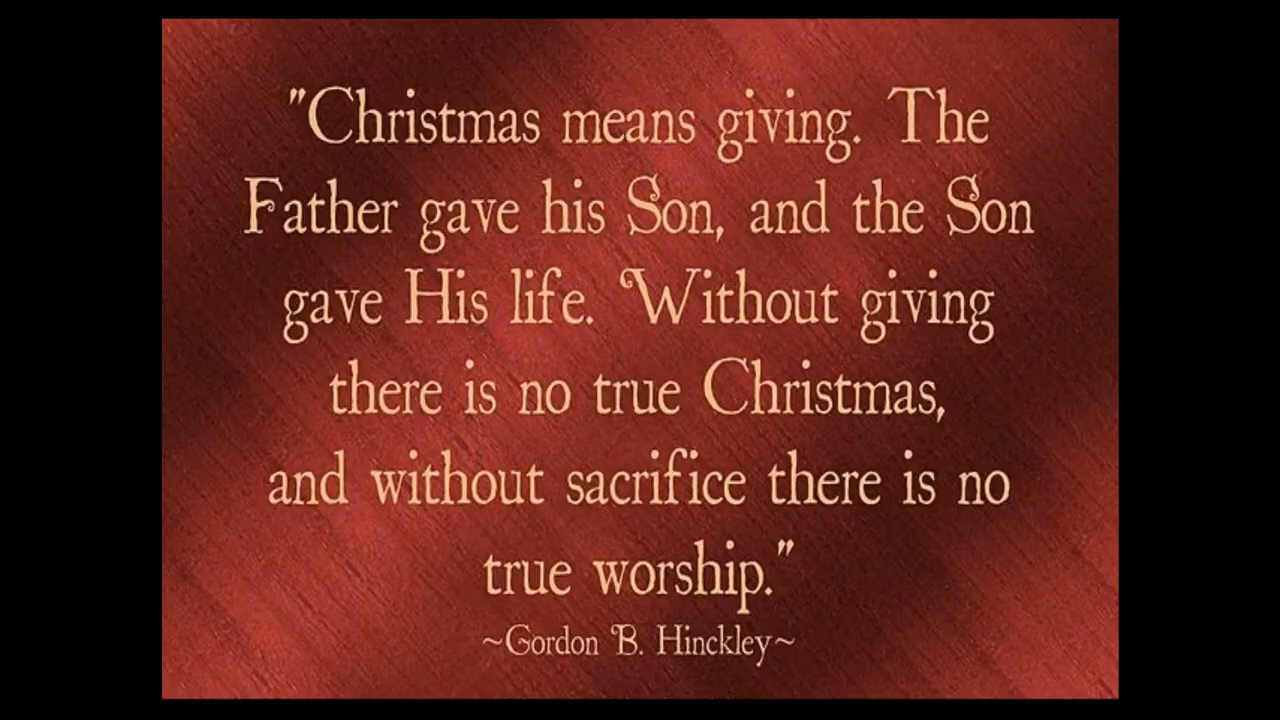 "Christmas means giving. The
Father gave his Son, and the Son
gave His life. Without giving
there is no true Christmas,
and without sacrifice there is no
true worship."
~Gordon B. Hinckley~